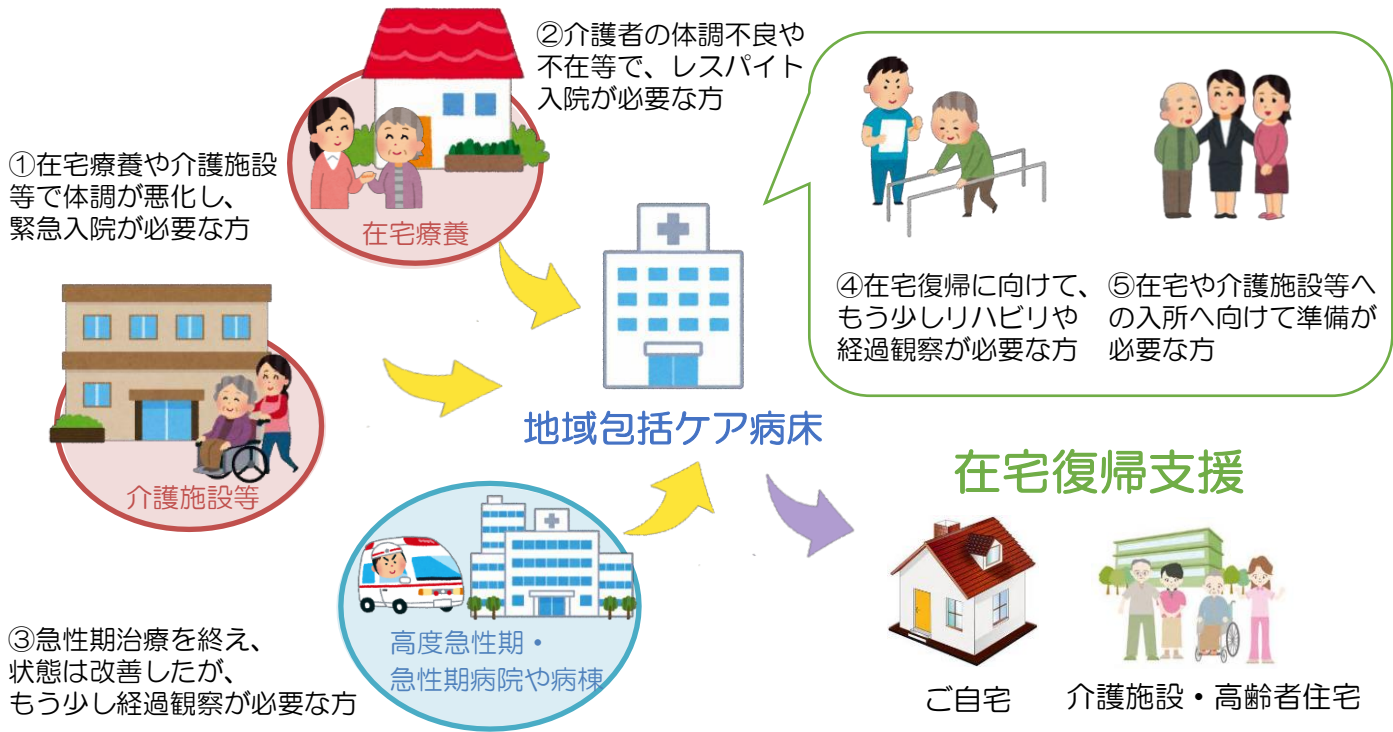 ②介護者の体調不良や
不在等で、レスパイト
入院が必要な方
①在宅療養や介護施設
等で体調が悪化し、
緊急入院が必要な方
在宅療養
④在宅復帰に向けて、
もう少しリハビリや
経過観察が必要な方
⑤在宅や介護施設等へ
の入所へ向けて準備が
必要な方
介護施設等
地域包括ケア病床
在宅復帰支援
③急性期治療を終え、
状態は改善したが、
もう少し経過観察が必要な方
高度急性期・
急性期病院や病棟
ご自宅
介護施設・高齢者住宅